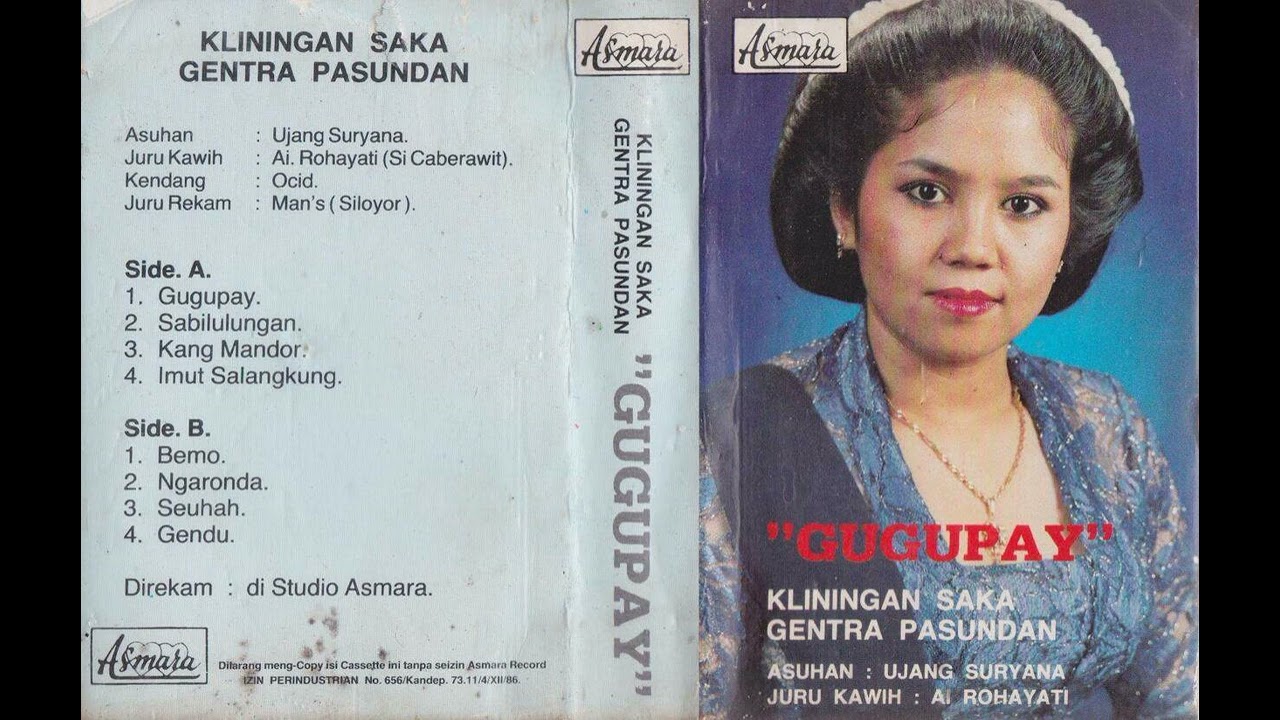 KLININGAN SAKA
GENTRA PASUNDAN
Asuhan : Ujang Suryana.
Juru Kawih : Ai. Rohayati (Si Caberawit).
Kendang : Ocid.
Juru Rekam : Man's ( Siloyor ).
Side. A.
1. Gugupay.
2. Sabilulungan.
3. Kang Mandor.
4. Imut Salangkung.
Side. B.
1. Bemo.
2. Ngaronda.
3. Seuhah.
4. Gendu.
Direkam : di Studio Asmara.
Asmara
Dilarang meng-Copy isi Cassette ini tanpa seizin Asmara Record
IZIN PERINDUSTRIAN No. 656/Kandep. 73.11/4/XII/86.
Asmara
KLININGAN SAKA
GENTRA PASUNDAN
"GUGUPAY"
Asmara
"GUGUPAY"
KLININGAN SAKA
GENTRA PASUNDAN
ASUHAN : UJANG SURYANA
JURU KAWIH : AI ROHAYATI